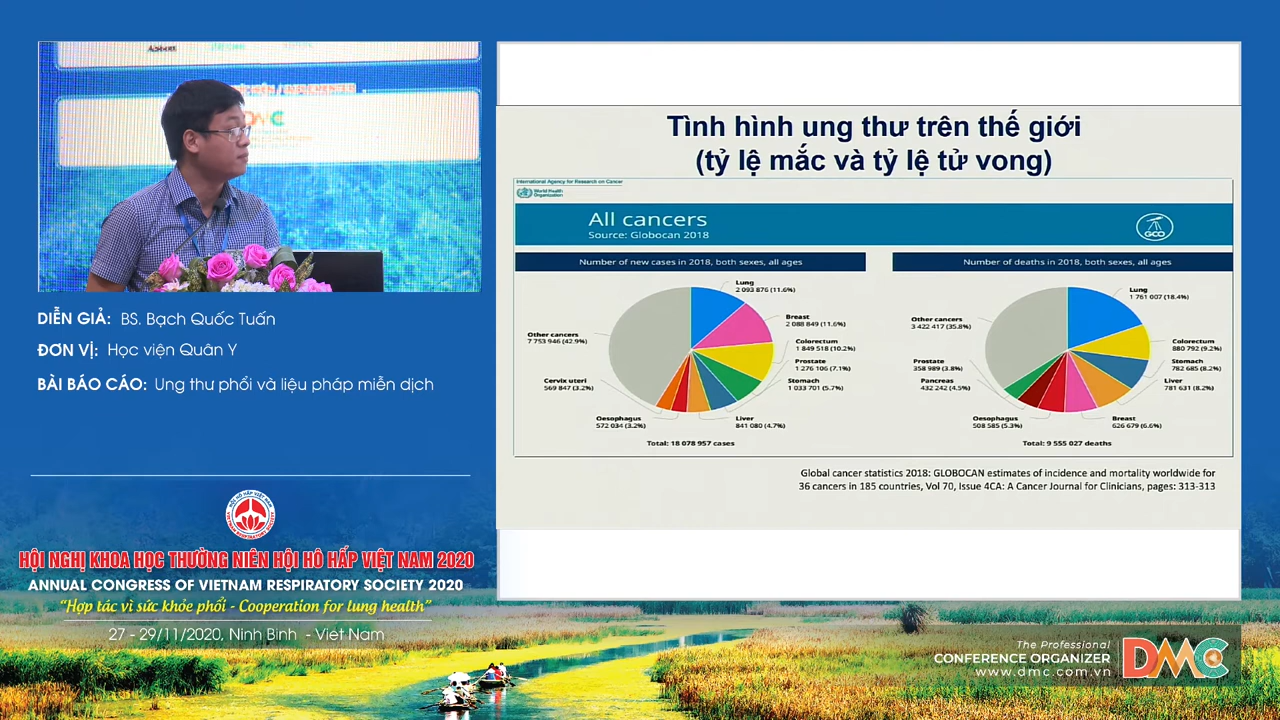 DMC
DIỄN GIẢ: BS. Bạch Quốc Tuấn
ĐƠN VỊ: Học viện Quân Y
BÀI BÁO CÁO: Ung thư phổi và liệu pháp miễn dịch
HỘI HÔ HẤP VIỆT NAM
HỘI NGHỊ KHOA HỌC THƯỜNG NIÊN HỘI HÔ HẤP VIỆT NAM 2020
ANNUAL CONGRESS OF VIETNAM RESPIRATORY SOCIETY 2020
“Hợp tác vì sức khỏe phổi - Cooperation for lung health”
27 - 29/11/2020, Ninh Bình - Việt Nam
Tình hình ung thư trên thế giới
(tỷ lệ mắc và tỷ lệ tử vong)
International Agency for Research on Cancer
World Health
Organization
All cancers
Source: Globocan 2018
GCO
Number of new cases in 2018, both sexes, all ages
Lung
2 093 876 (11.6%)
Breast
2 088 849 (11.6%)
Colorectum
1 849 518 (10.2%)
Prostate
1 276 106 (7.1%)
Stomach
1 033 701 (5.7%)
Liver
841 080 (4.7%)
Oesophagus
572 034 (3.2%)
Cervix uteri
569 847 (3.2%)
Other cancers
7 753 946 (42.9%)
Total: 18 078 957 cases
Number of deaths in 2018, both sexes, all ages
Lung
1 761 007 (18.4%)
Colorectum
880 792 (9.2%)
Stomach
782 685 (8.2%)
Liver
781 631 (8.2%)
Breast
626 679 (6.6%)
Oesophagus
508 585 (5.3%)
Pancreas
432 242 (4.5%)
Prostate
358 989 (3.8%)
Other cancers
3 422 417 (35.8%)
Total: 9 555 027 deaths
Global cancer statistics 2018: GLOBOCAN estimates of incidence and mortality worldwide for
36 cancers in 185 countries, Vol 70, Issue 4CA: A Cancer Journal for Clinicians, pages: 313-313
The Professional
CONFERENCE ORGANIZER
www.dmc.com.vn
DMC